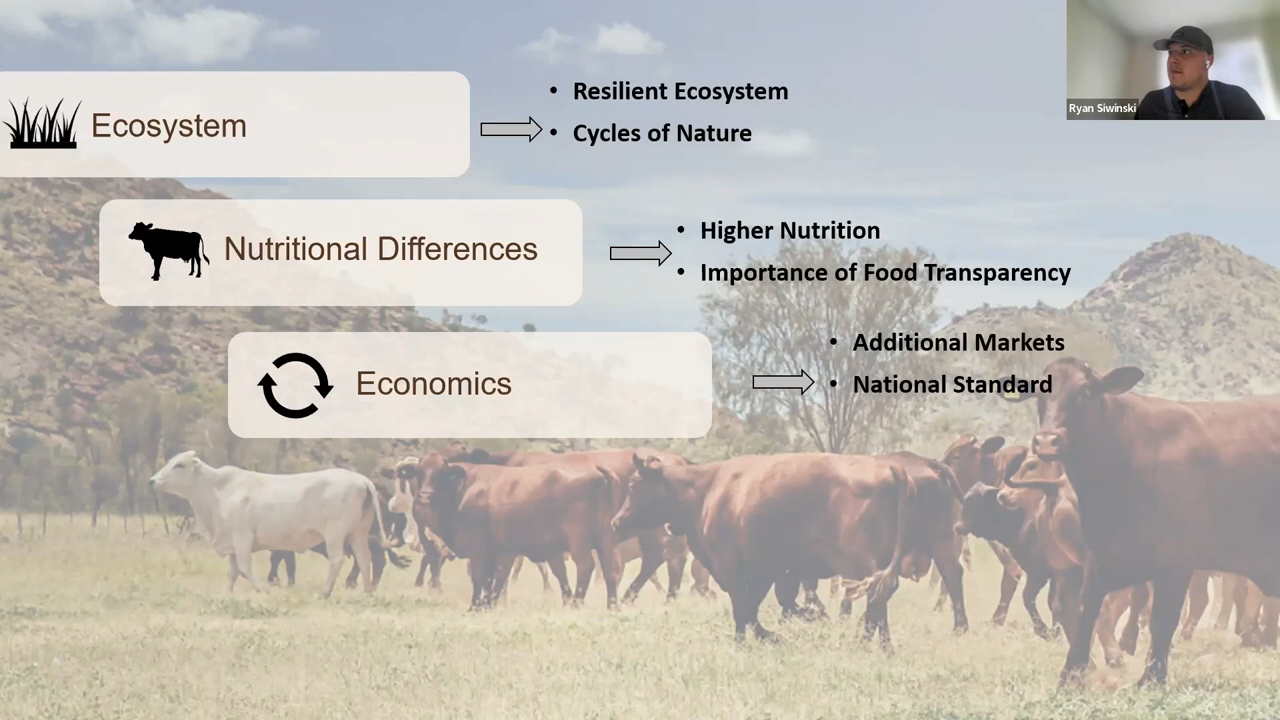 Ecosystem
• Resilient Ecosystem
• Cycles of Nature
Ryan Siwinski
Nutritional Differences
• Higher Nutrition
• Importance of Food Transparency
Economics
• Additional Markets
• National Standard